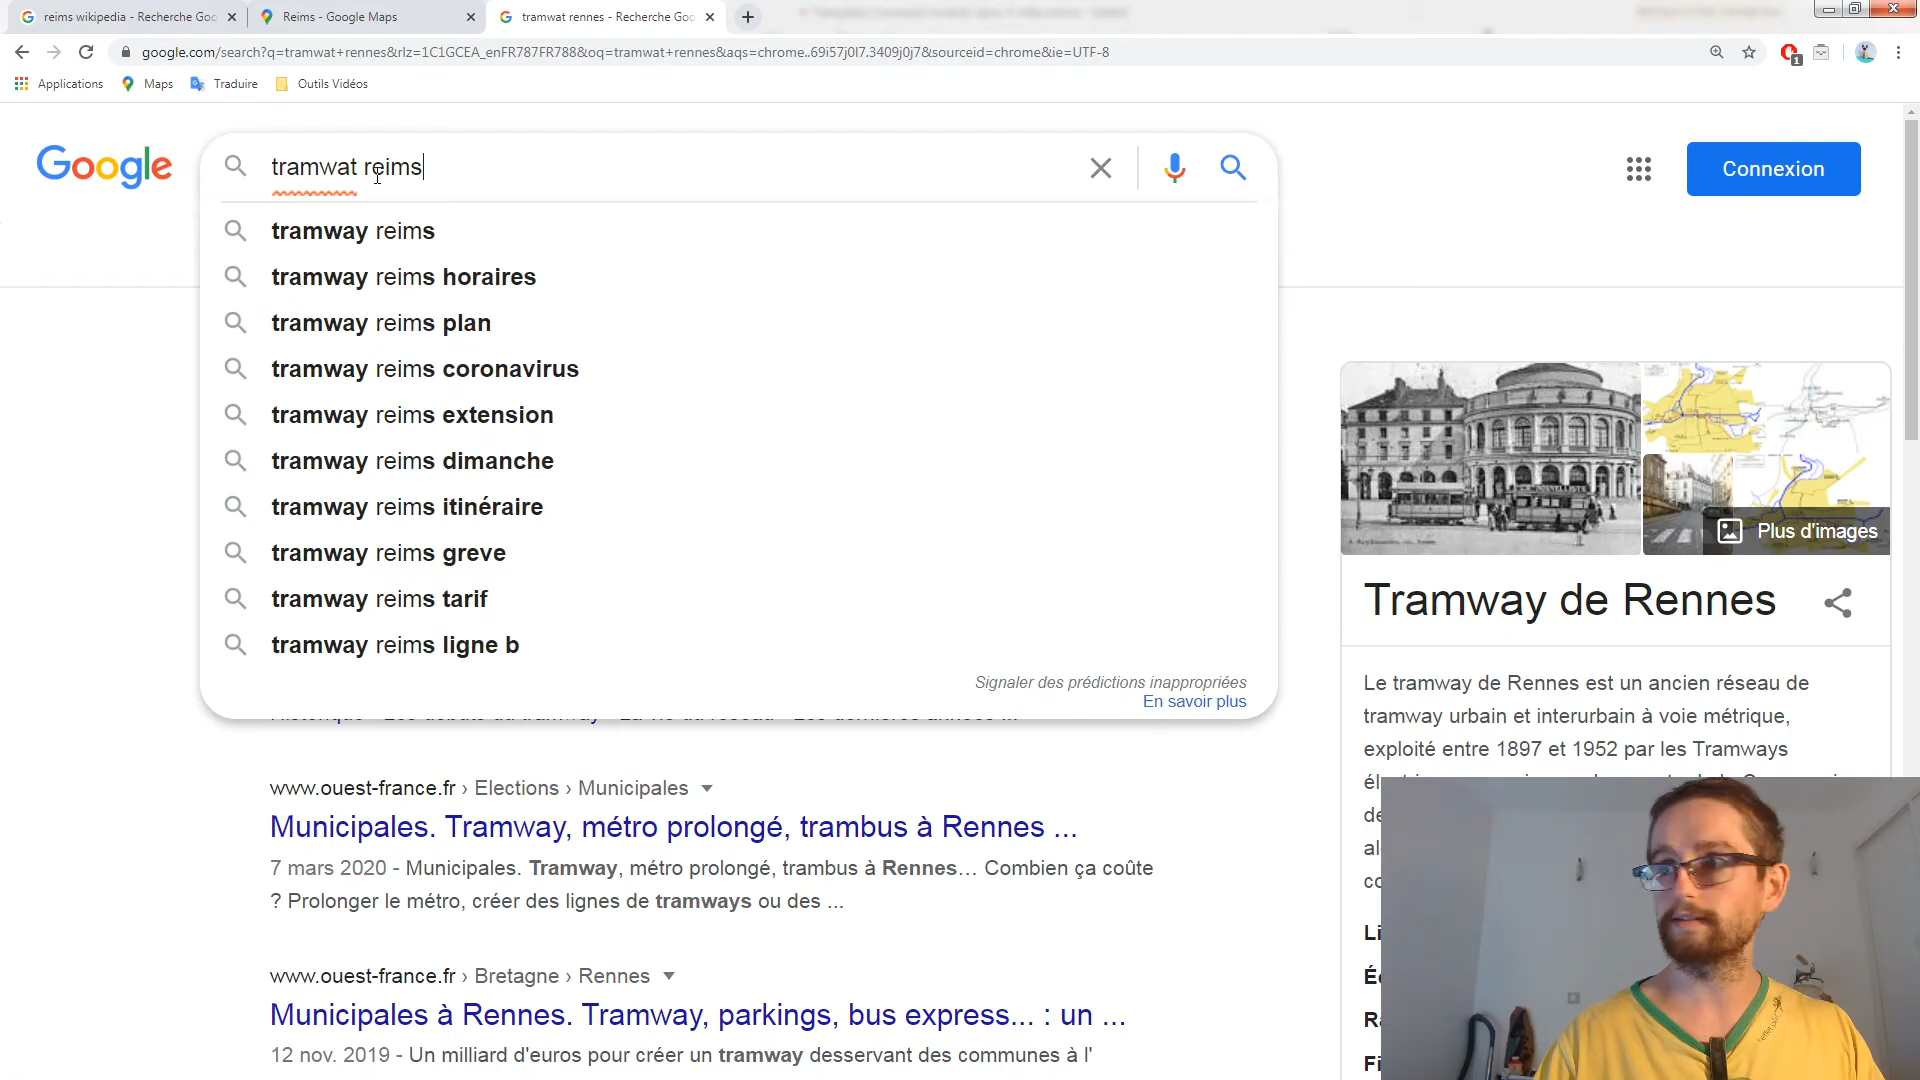 reims wikipedia - Recherche Goo
Reims - Google Maps
tramwat rennes - Recherche Goo
google.com/search?q=tramwat+rennes&rlz=1C1GCEA_enFR787FR788&oq=tramwat+rennes&aqs=chrome..69i57j0l7.3409j0j7&sourceid=chrome&ie=UTF-8
1
Applications
Maps
Traduire
Outils Vidéos
Google
tramwat reims
Connexion
tramway reims
tramway reims horaires
tramway reims plan
tramway reims coronavirus
tramway reims extension
tramway reims dimanche
tramway reims itinéraire
tramway reims greve
tramway reims tarif
tramway reims ligne b
Signaler des prédictions inappropriées
En savoir plus
www.ouest-france.fr › Elections › Municipales
Municipales. Tramway, métro prolongé, trambus à Rennes ...
7 mars 2020 - Municipales. Tramway, métro prolongé, trambus à Rennes… Combien ça coûte
? Prolonger le métro, créer des lignes de tramways ou des ...
www.ouest-france.fr › Bretagne › Rennes
Municipales à Rennes. Tramway, parkings, bus express... : un ...
12 nov. 2019 - Un milliard d'euros pour créer un tramway desservant des communes à l'
Plus d'images
Tramway de Rennes
Le tramway de Rennes est un ancien réseau de
tramway urbain et interurbain à voie métrique,
exploité entre 1897 et 1952 par les Tramways